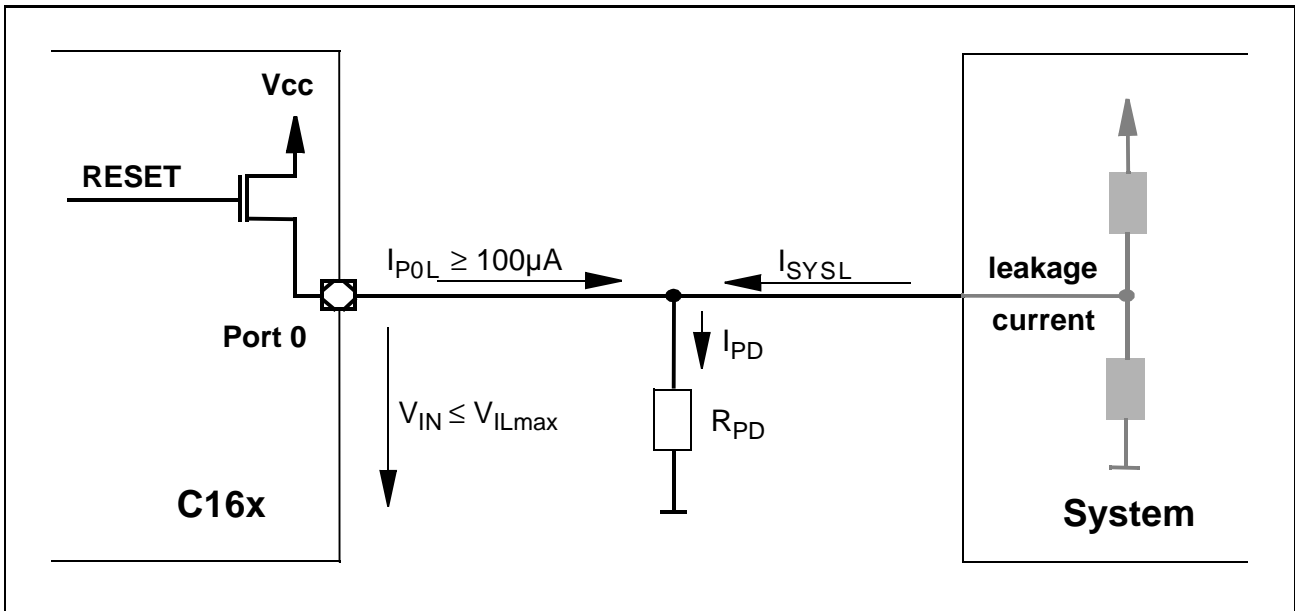 Vcc
RESET
I_P0L ≥ 100µA
I_SYSL
leakage
current
Port 0
I_PD
V_IN ≤ V_ILmax
R_PD
C16x
System